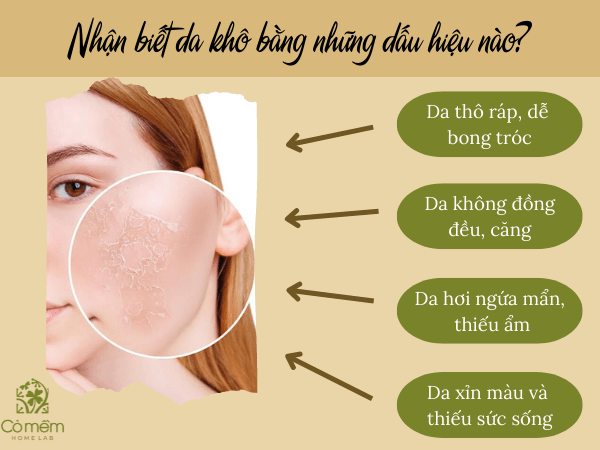 Nhận biết da khô bằng những dấu hiệu nào?
Da thô ráp, dễ
bong tróc
Da không đồng
đều, căng
Da hơi ngứa mẩn,
thiếu ẩm
Da xỉn màu và
thiếu sức sống
Cỏ mềm
HOME LAB